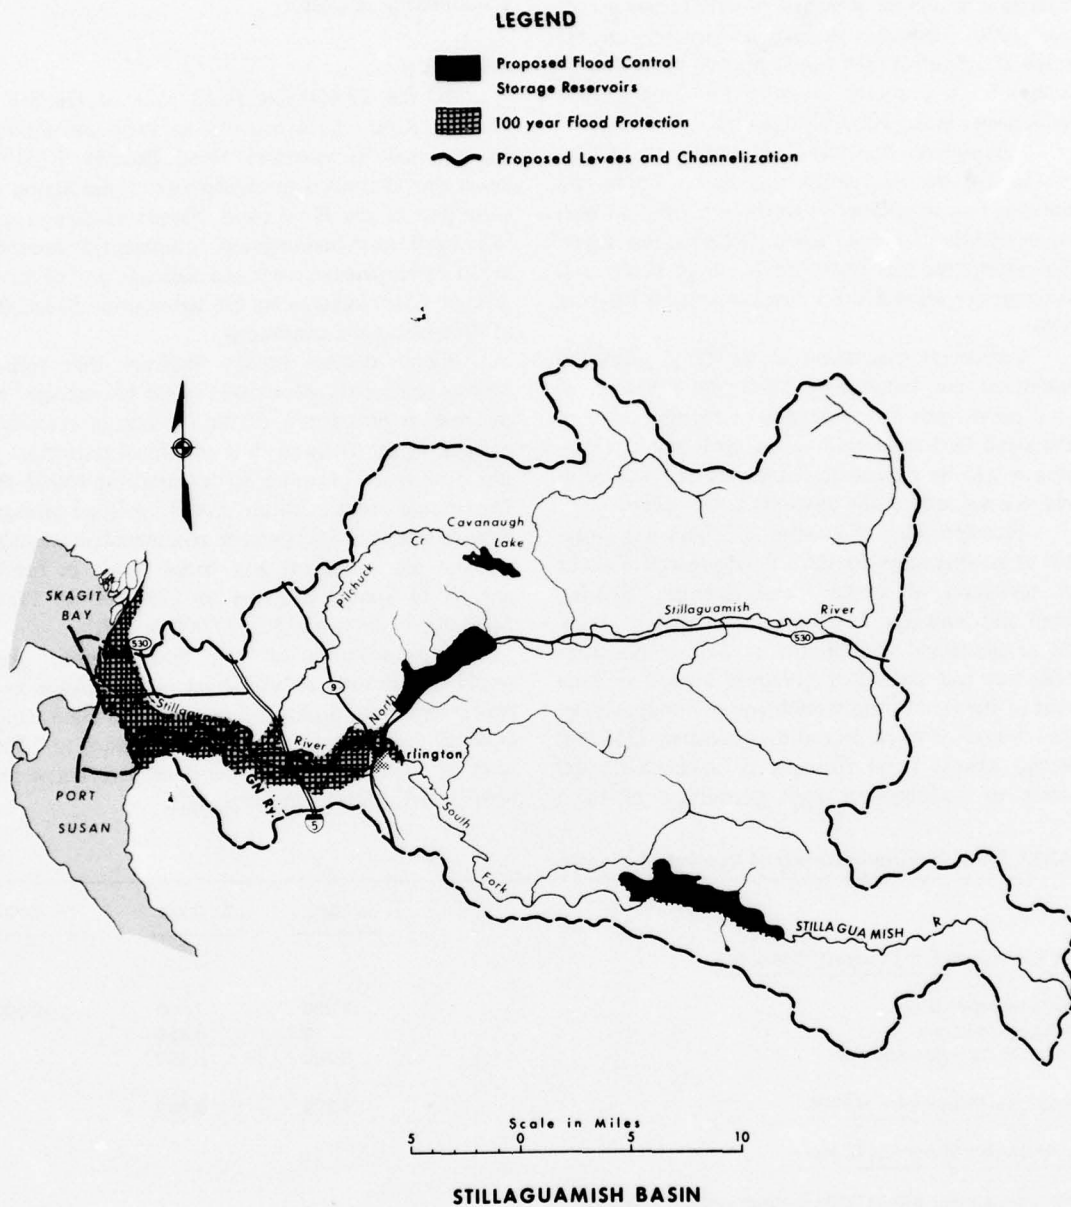 LEGEND
Proposed Flood Control
Storage Reservoirs
100 year Flood Protection
Proposed Levees and Channelization
Cavanaugh
Lake
Pilchuck Cr
SKAGIT
BAY
530
Stillaguamish River
530
9
North
Stillaguamish
River
Arlington
GN RY.
5
PORT
SUSAN
South
Fork
STILLAGUAMISH R
Scale in Miles
5 0 5 10
STILLAGUAMISH BASIN